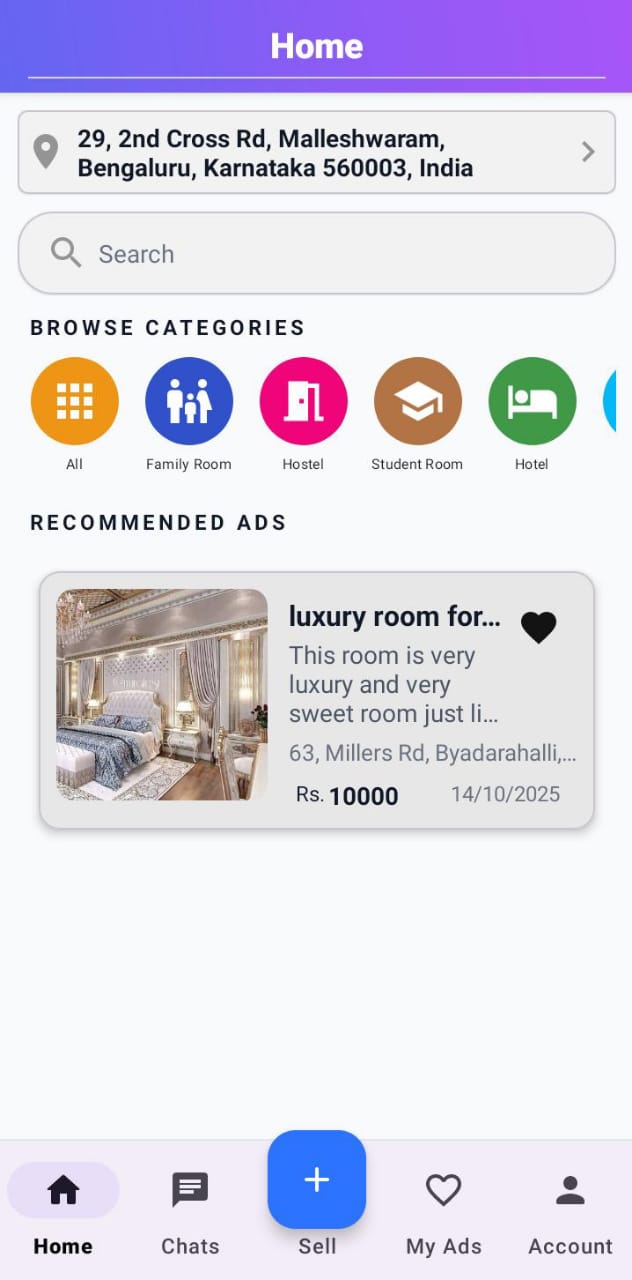 Home
29, 2nd Cross Rd, Malleshwaram,
Bengaluru, Karnataka 560003, India
Search
BROWSE CATEGORIES
All
Family Room
Hostel
Student Room
Hotel
RECOMMENDED ADS
luxury room for...
This room is very
luxury and very
sweet room just li...
63, Millers Rd, Byadarahalli,...
Rs. 10000 14/10/2025
Home
Chats
Sell
My Ads
Account